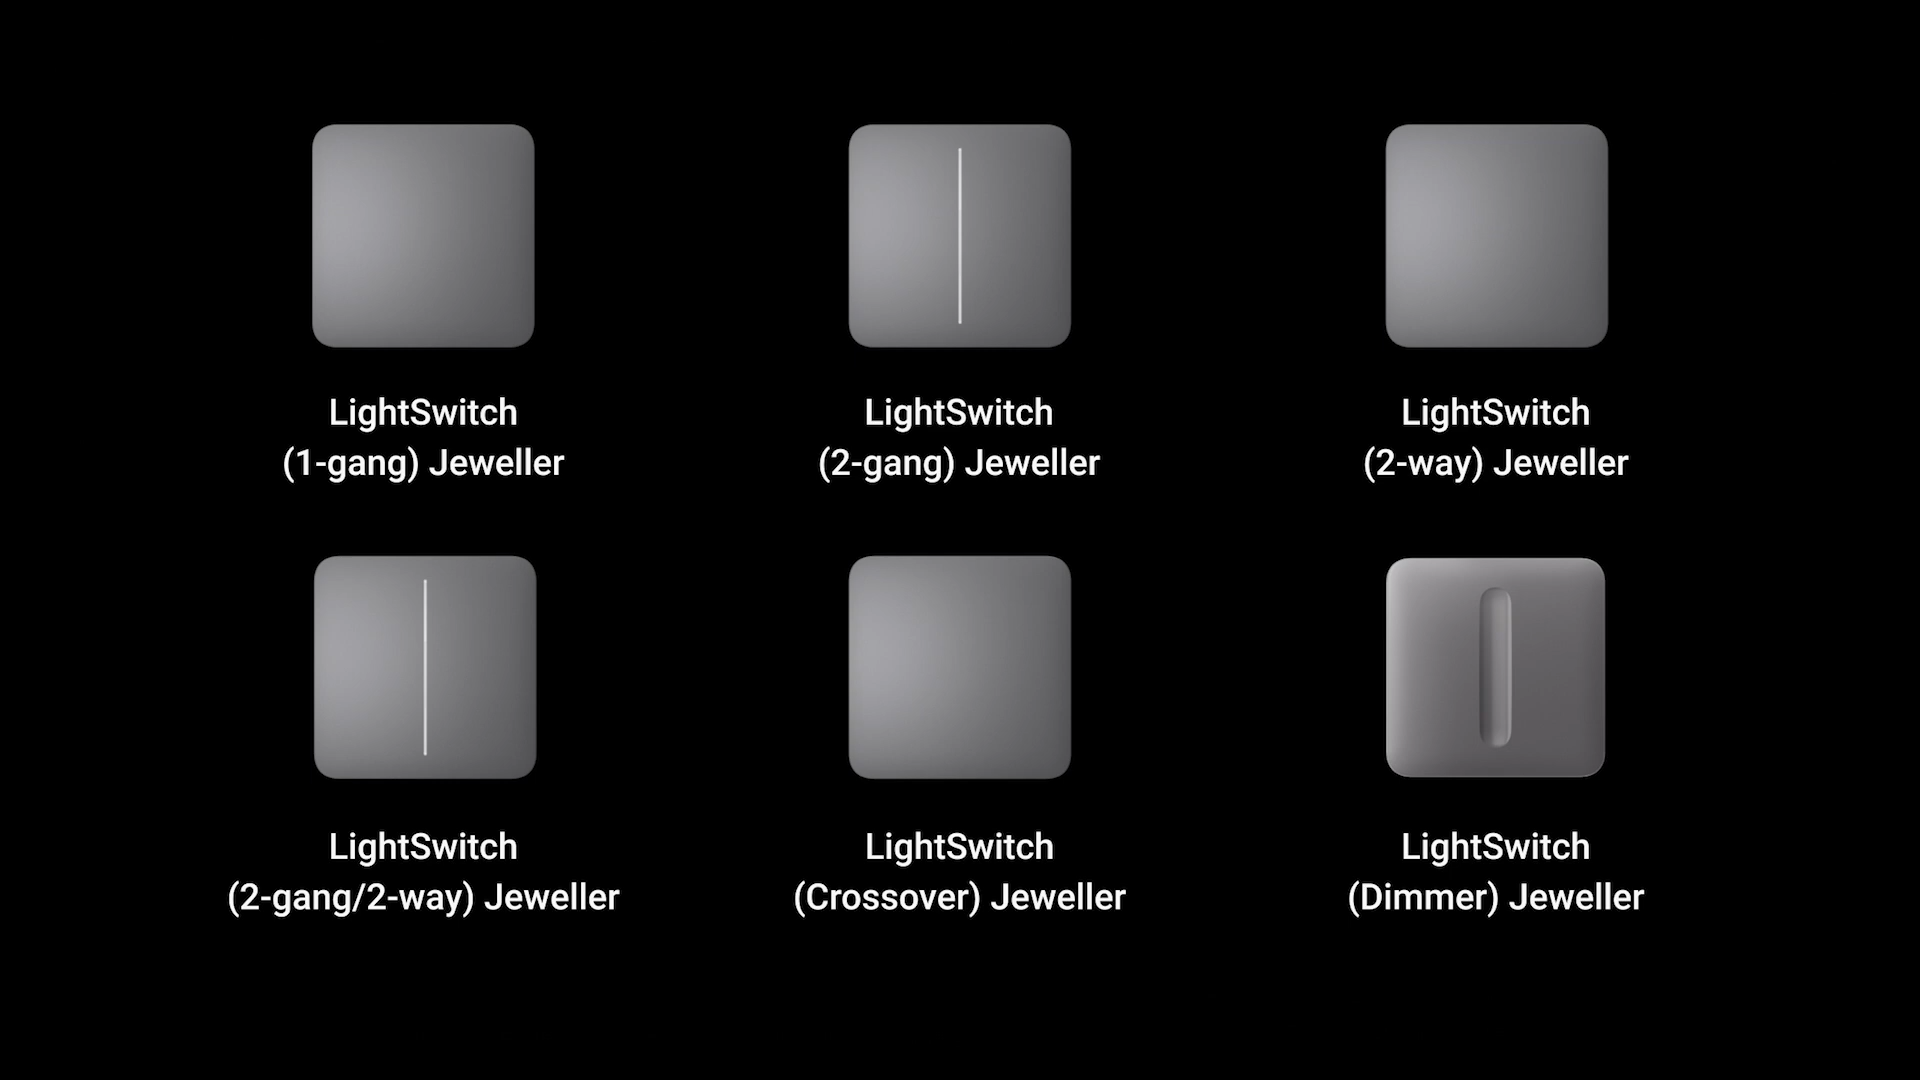 LightSwitch
(1-gang) Jeweller
LightSwitch
(2-gang) Jeweller
LightSwitch
(2-way) Jeweller
LightSwitch
(2-gang/2-way) Jeweller
LightSwitch
(Crossover) Jeweller
LightSwitch
(Dimmer) Jeweller